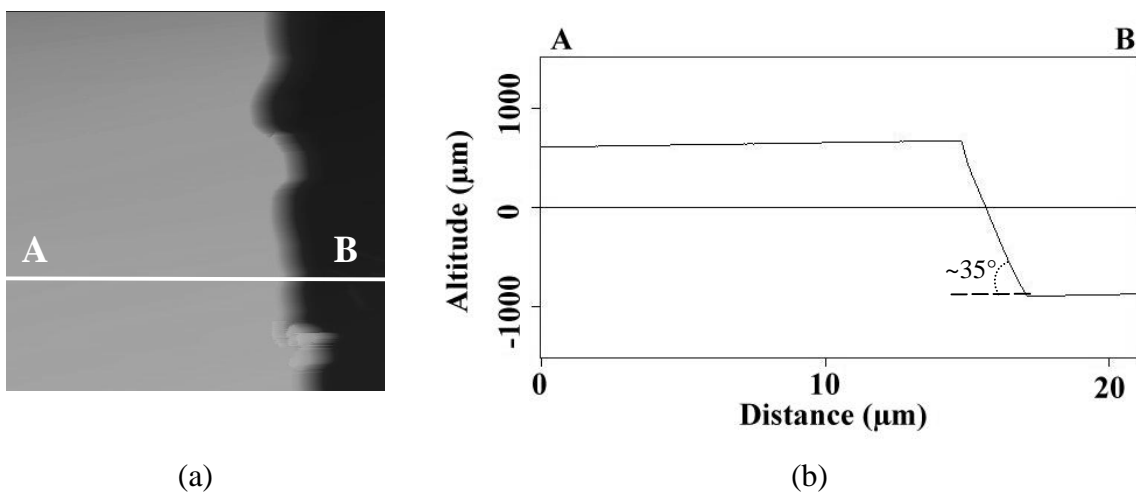 A B
A B
1000
0
-1000
Altitude (μm)
~35°
0 10 20
Distance (μm)
(a) (b)